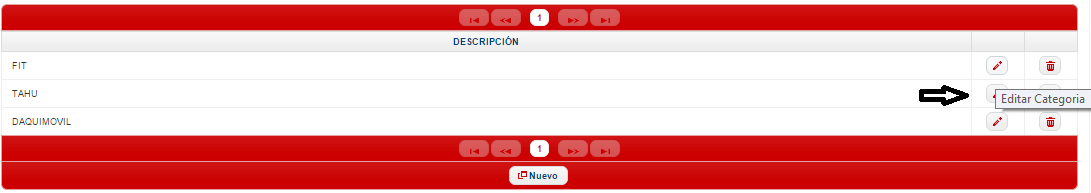 1
DESCRIPCIÓN
FIT
TAHU
Editar Categoria
DAQUIMOVIL
1
Nuevo